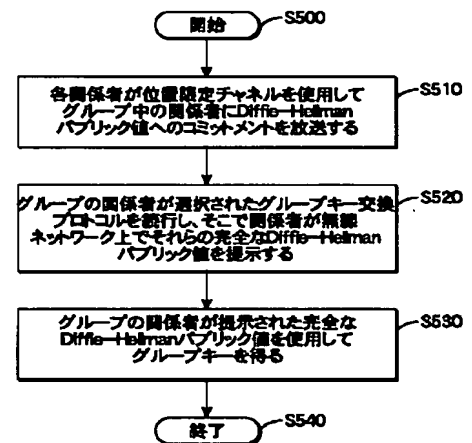 開始
S500
各関係者が位置限定チャネルを使用して
グループ中の関係者にDiffie-Hellman
パブリック値へのコミットメントを放送する
S510
グループの関係者が選択されたグループキー交換
プロトコルを続行し、そこで関係者が無線
ネットワーク上でそれらの完全なDiffie-Hellman
パブリック値を提示する
S520
グループの関係者が提示された完全な
Diffie-Hellmanパブリック値を使用して
グループキーを得る
S530
終了
S540